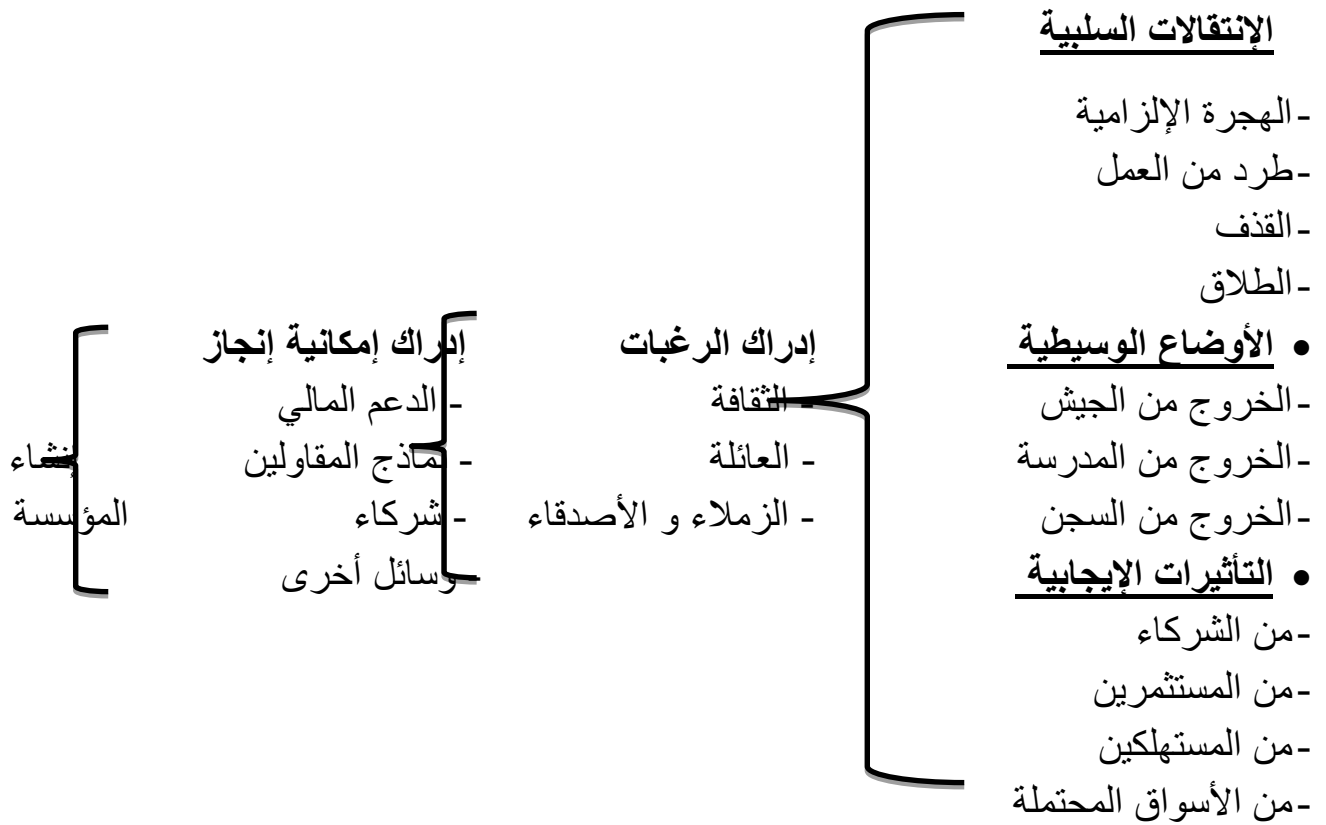 الإنتقالات السلبية
-الهجرة الإلزامية
-طرد من العمل
-القذف
-الطلاق
• الأوضاع الوسيطية
-الخروج من الجيش
-الخروج من المدرسة
-الخروج من السجن
• التأثيرات الإيجابية
-من الشركاء
-من المستثمرين
-من المستهلكين
-من الأسواق المحتملة
إدراك الرغبات
- الثقافة
- العائلة
- الزملاء و الأصدقاء
إدراك إمكانية إنجاز
- الدعم المالي
- نماذج المقاولين
- شركاء
- وسائل أخرى
إنشاء
المؤسسة